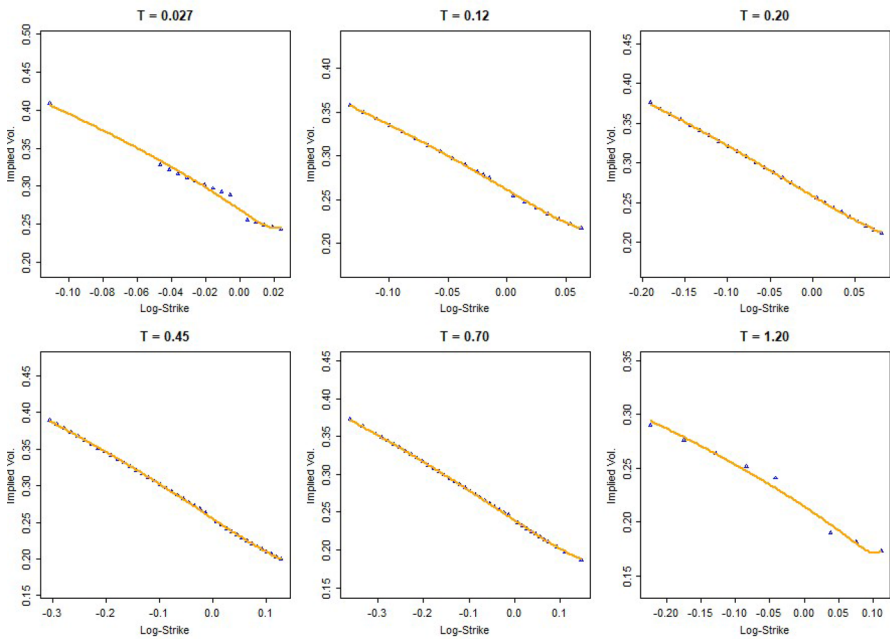 T = 0.027
T = 0.12
T = 0.20
Implied Vol.
0.20 0.25 0.30 0.35 0.40 0.45 0.50
-0.10 -0.08 -0.06 -0.04 -0.02 0.00 0.02
Log-Strike
Implied Vol.
0.20 0.25 0.30 0.35 0.40
-0.10 -0.05 0.00 0.05
Log-Strike
Implied Vol.
0.20 0.25 0.30 0.35 0.40 0.45
-0.20 -0.15 -0.10 -0.05 0.00 0.05
Log-Strike
T = 0.45
T = 0.70
T = 1.20
Implied Vol.
0.15 0.20 0.25 0.30 0.35 0.40 0.45
-0.3 -0.2 -0.1 0.0 0.1
Log-Strike
Implied Vol.
0.15 0.20 0.25 0.30 0.35 0.40 0.45
-0.3 -0.2 -0.1 0.0 0.1
Log-Strike
Implied Vol.
0.15 0.20 0.25 0.30 0.35
-0.20 -0.15 -0.10 -0.05 0.00 0.05 0.10
Log-Strike